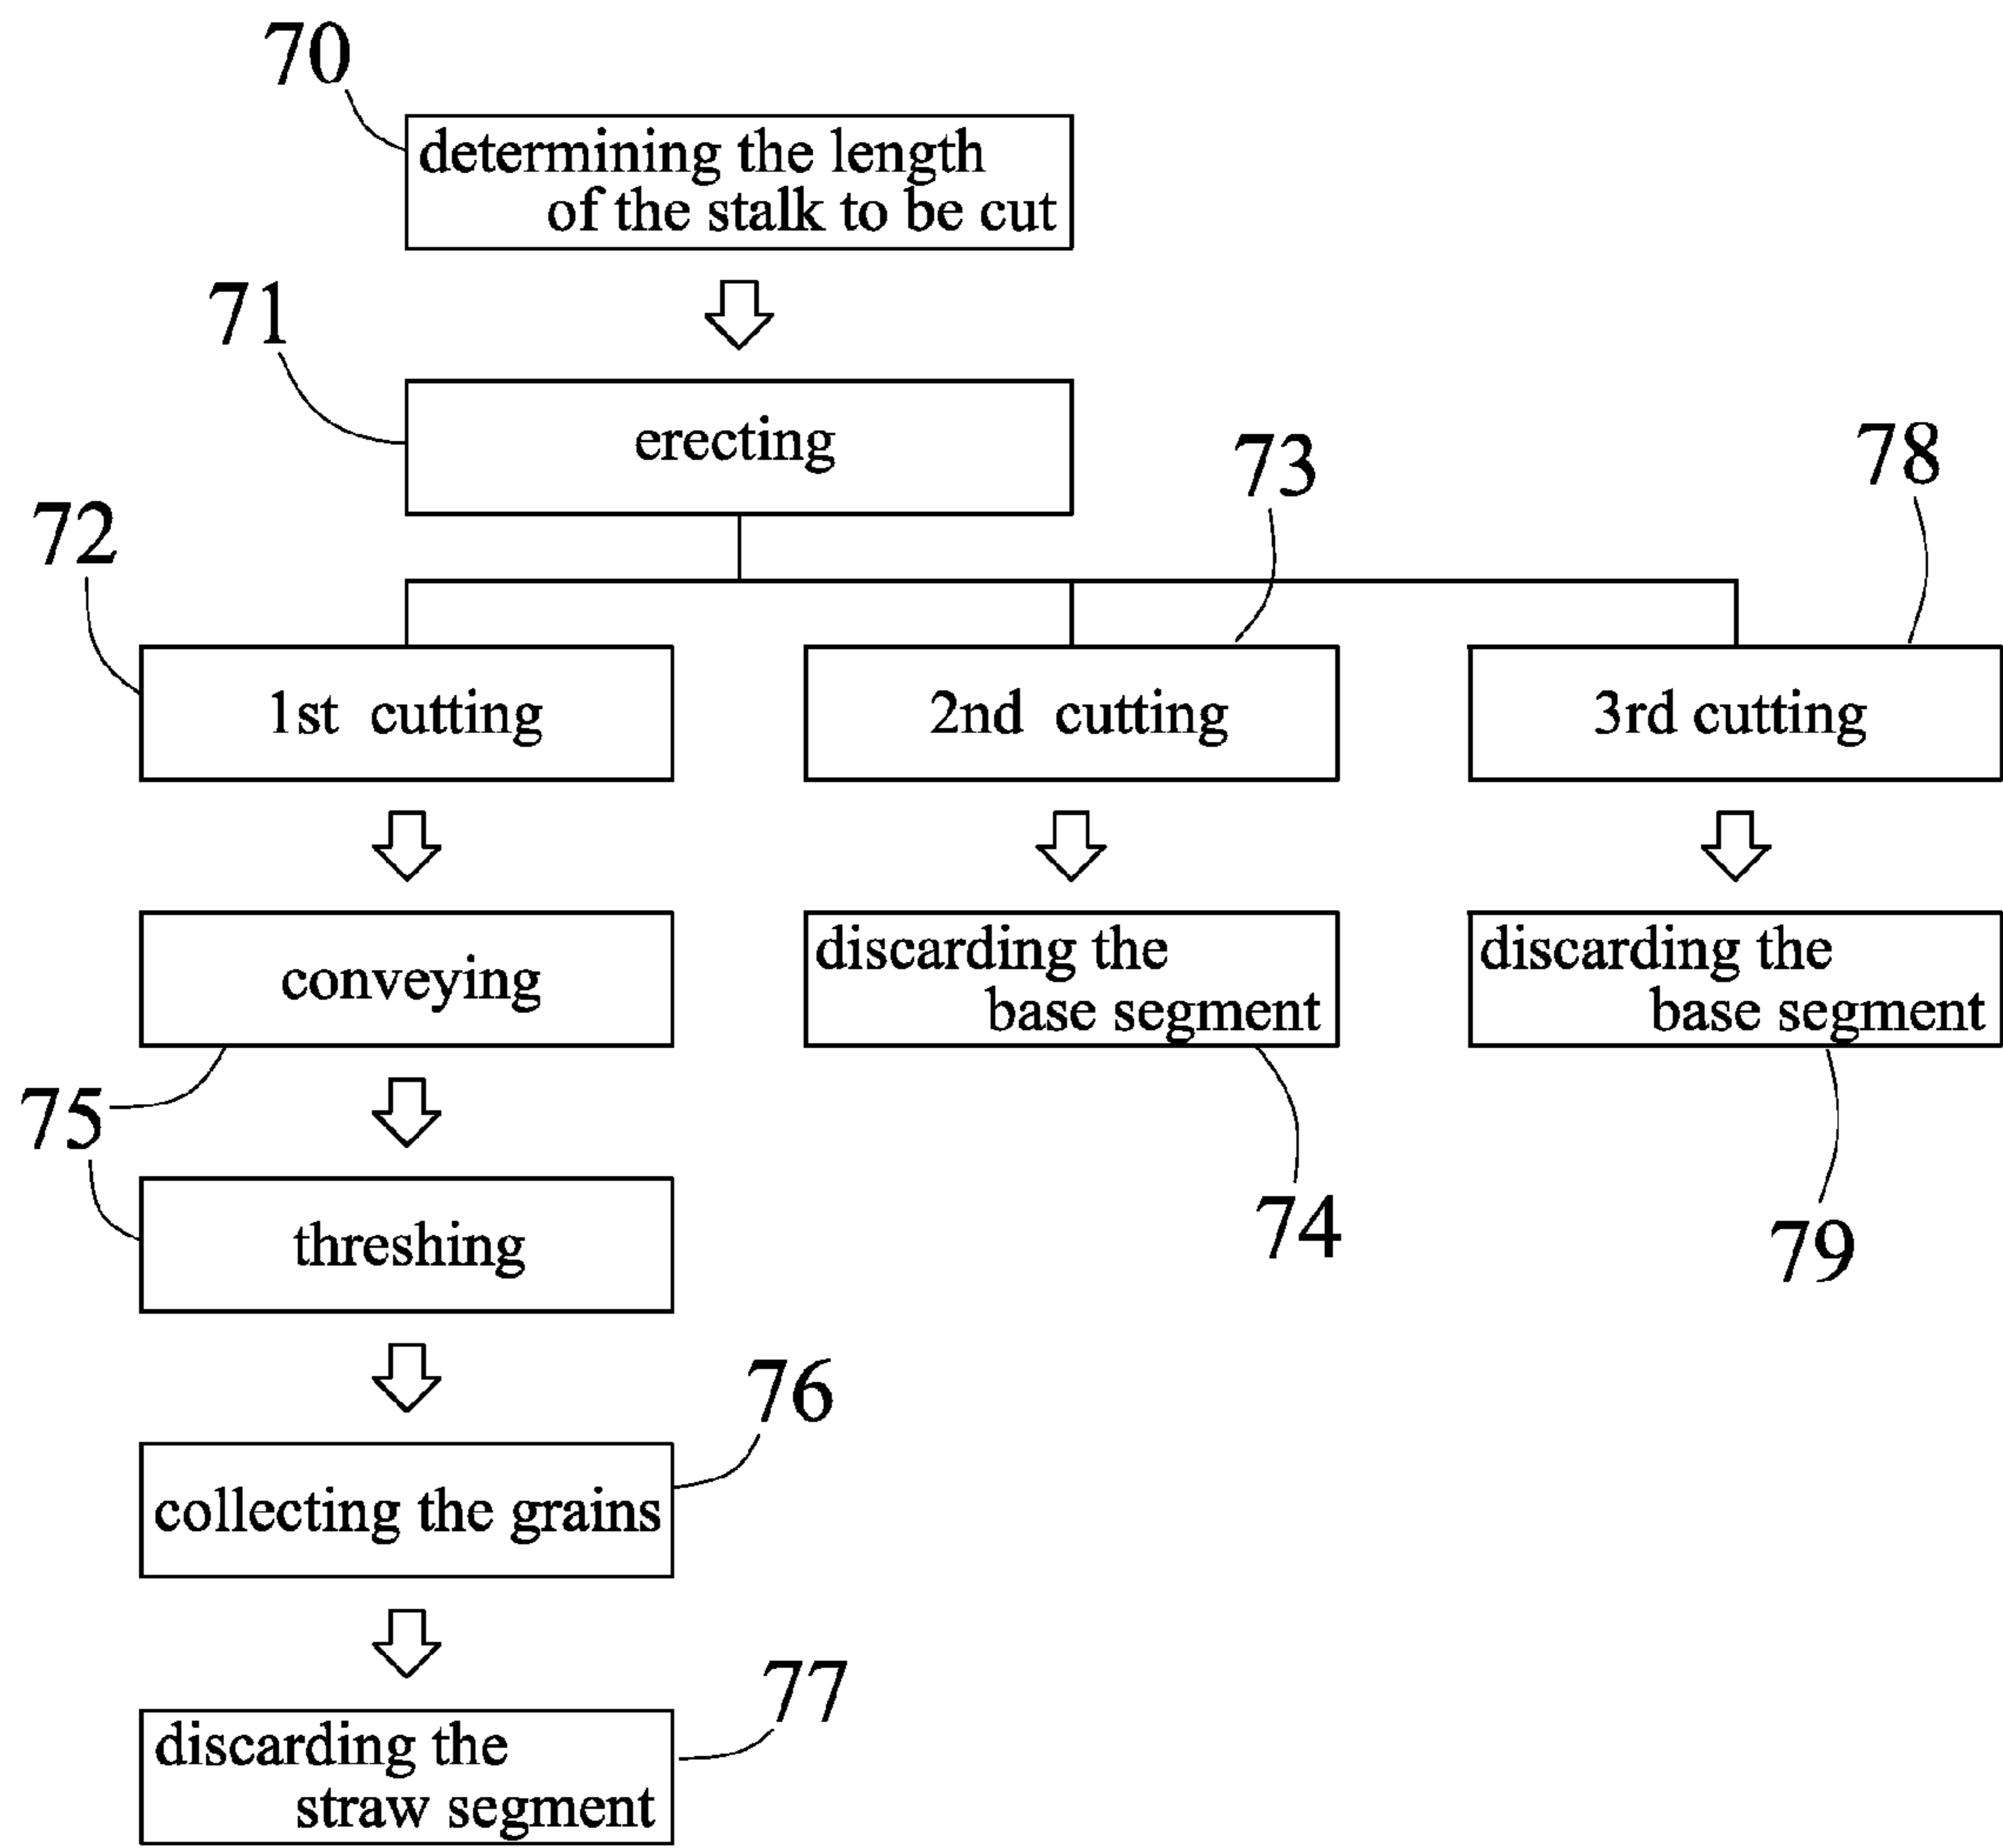 70
determining the length
of the stalk to be cut
71
erecting
73
78
72
1st cutting
2nd cutting
3rd cutting
conveying
discarding the
base segment
discarding the
base segment
75
74
79
threshing
76
collecting the grains
77
discarding the
straw segment